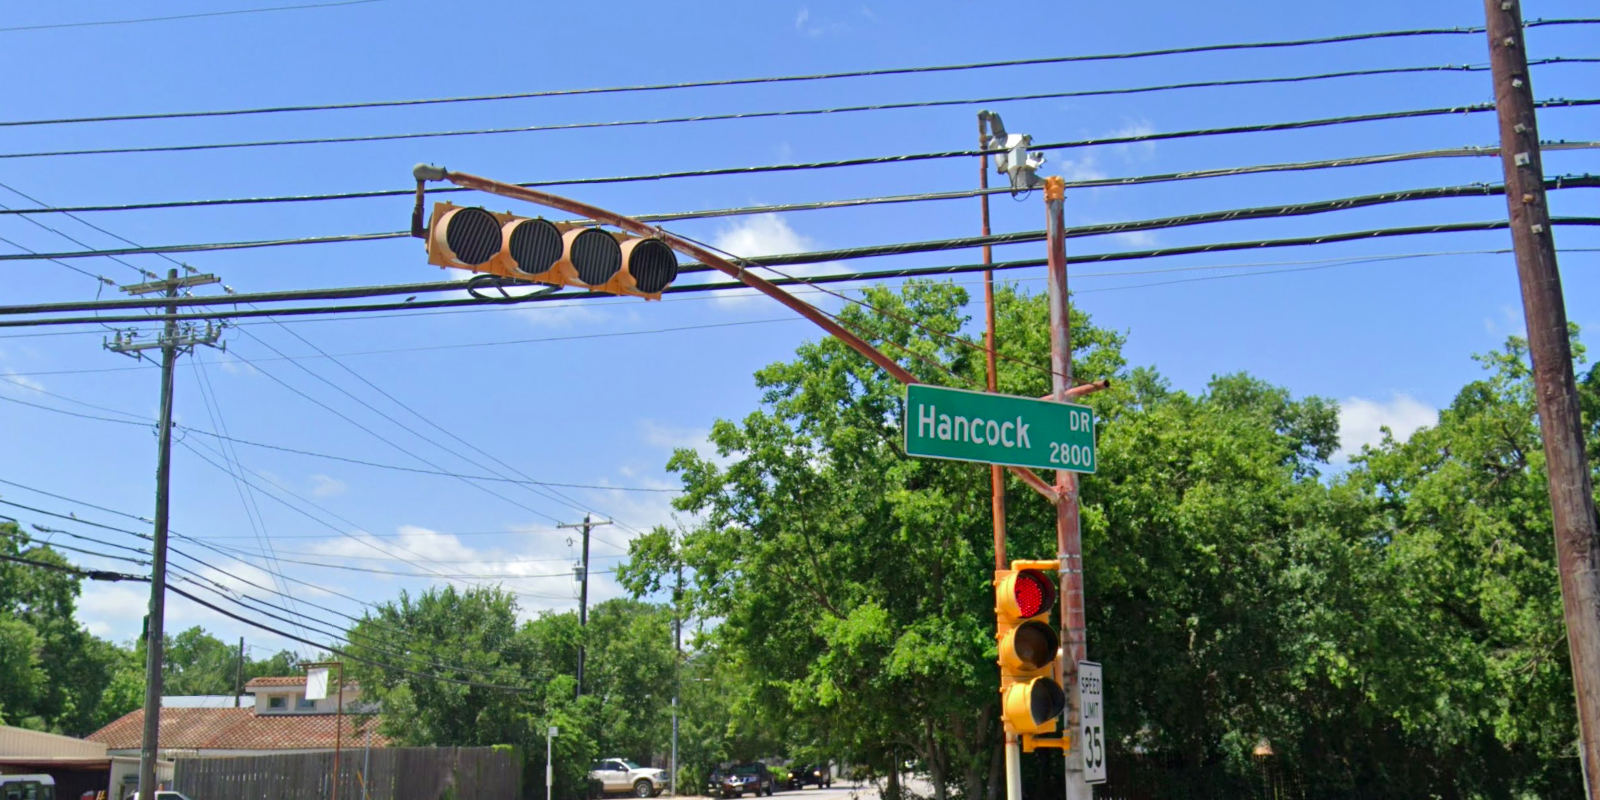 Hancock DR
2800
SPEED
LIMIT
35